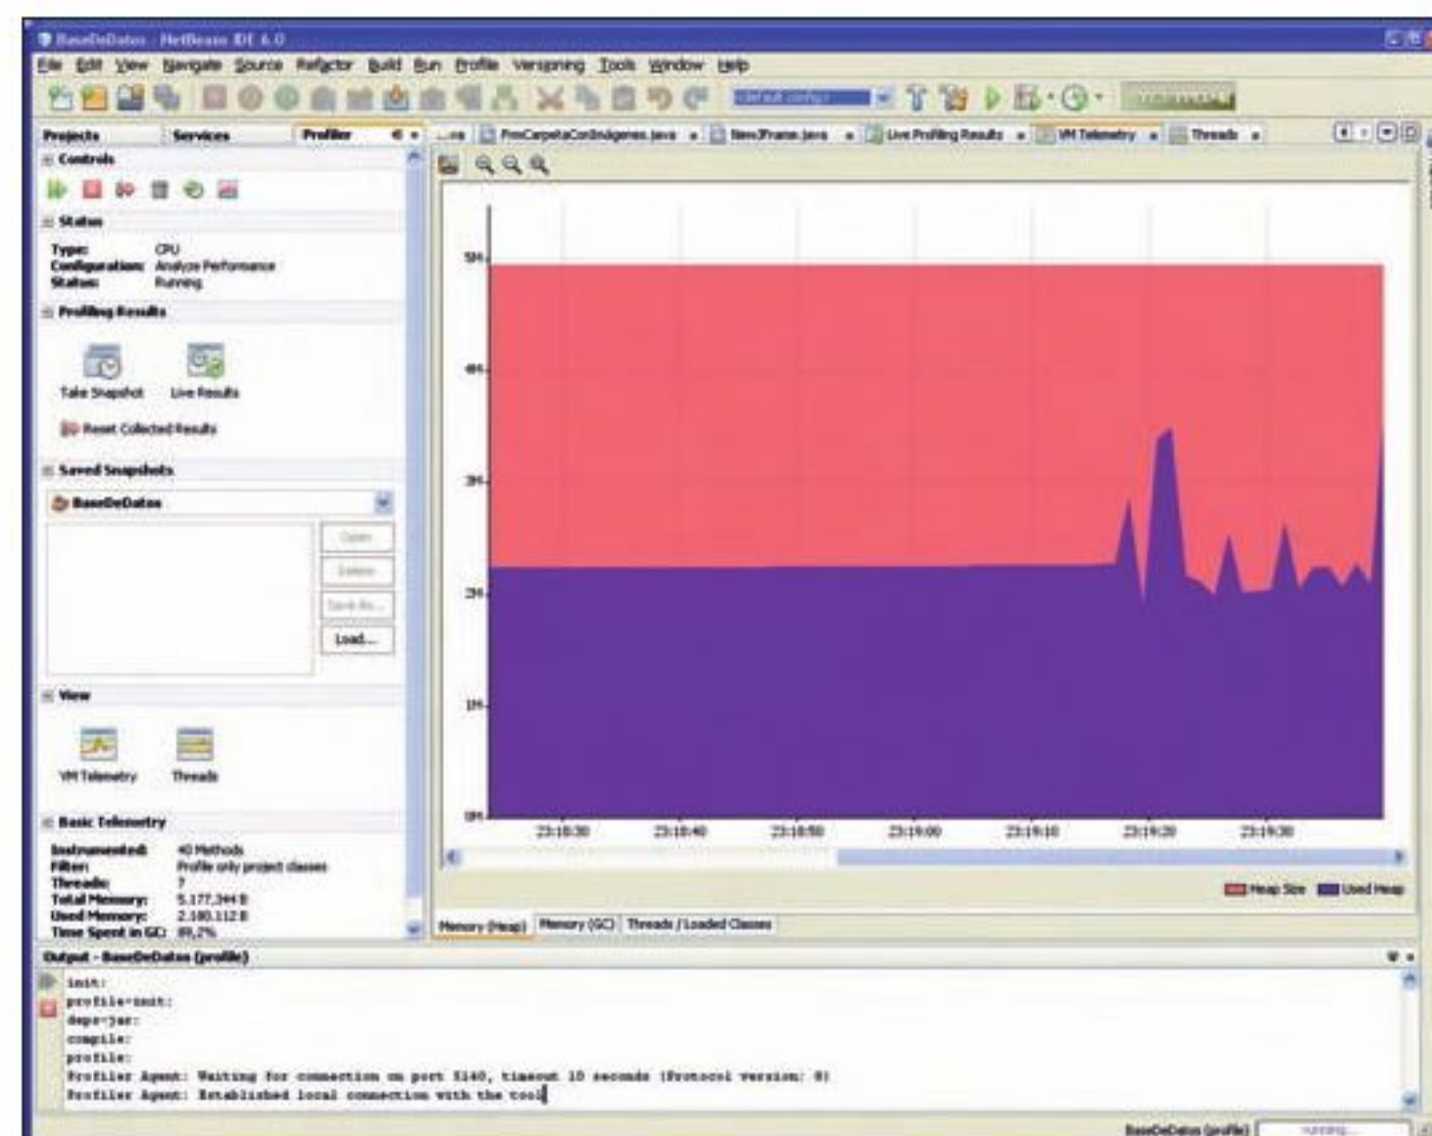 BaseDeDatos - NetBeans IDE 6.0
File Edit View Navigate Source Refactor Build Run Profile Versioning Tools Window Help
<default config>
Projects Services Profiler
...va FrmCarpetaConImágenes.java NewJFrame.java Live Profiling Results VM Telemetry Threads
Controls
Status
Type: CPU
Configuration: Analyze Performance
Status: Running
Profiling Results
Take Snapshot Live Results
Reset Collected Results
Saved Snapshots
BaseDeDatos
Open
Delete
Save As...
Load...
View
VM Telemetry Threads
Basic Telemetry
Instrumented: 40 Methods
Filter: Profile only project classes
Threads: 7
Total Memory: 5.177.344 B
Used Memory: 2.180.112 B
Time Spent in GC: 89,2%
5M
4M
3M
2M
1M
0M
23:18:30 23:18:40 23:18:50 23:19:00 23:19:10 23:19:20 23:19:30
Heap Size Used Heap
Memory (Heap) Memory (GC) Threads / Loaded Classes
Output - BaseDeDatos (profile)
init:
profile-init:
deps-jar:
compile:
profile:
Profiler Agent: Waiting for connection on port 5140, timeout 10 seconds (Protocol version: 8)
Profiler Agent: Established local connection with the tool
BaseDeDatos (profile) running...